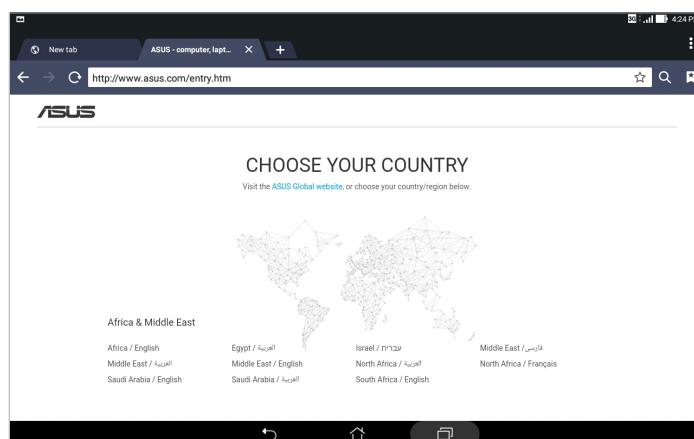 3G 4:24 P
New tab ASUS - computer, lapt...
http://www.asus.com/entry.htm
ASUS
CHOOSE YOUR COUNTRY
Visit the ASUS Global website, or choose your country/region below.
Africa & Middle East
Africa / English Egypt / العربية Israel / עברית Middle East / فارسی
Middle East / العربية Middle East / English North Africa / العربية North Africa / Français
Saudi Arabia / English Saudi Arabia / العربية South Africa / English